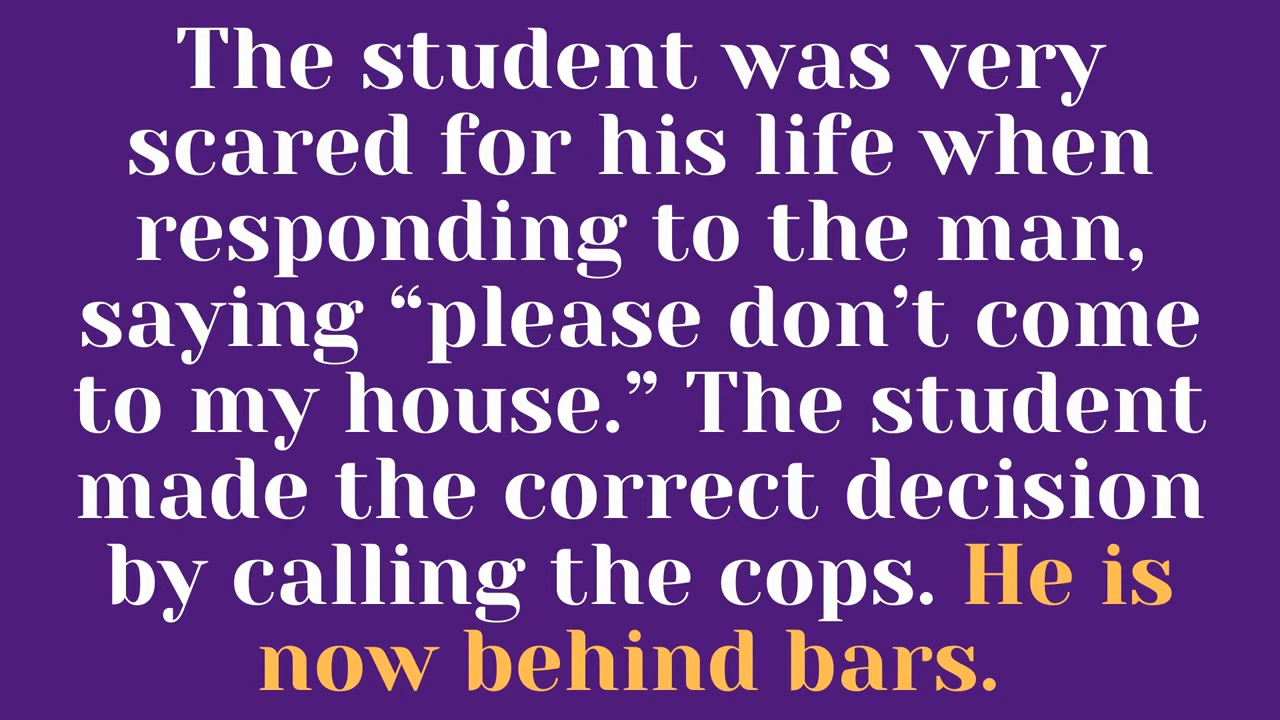 The student was very
scared for his life when
responding to the man,
saying “please don’t come
to my house.” The student
made the correct decision
by calling the cops. He is
now behind bars.